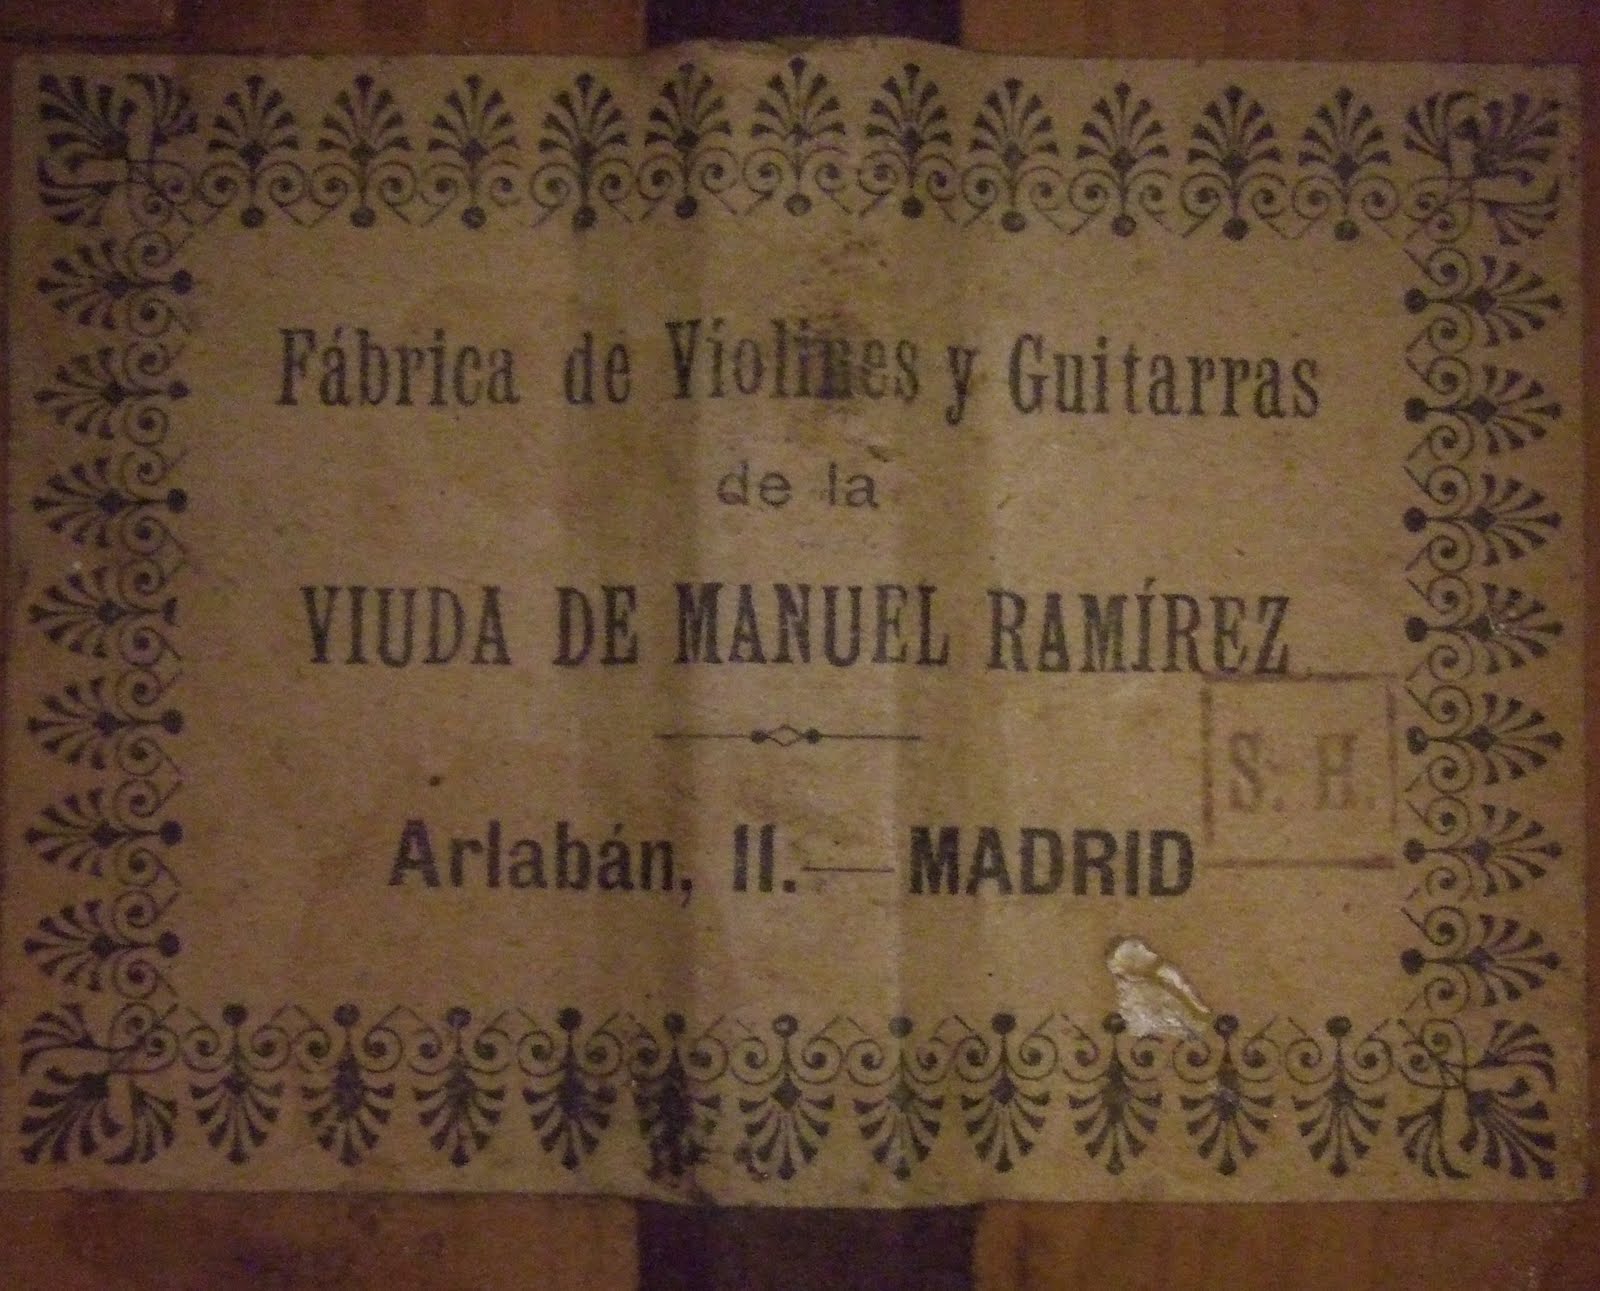 Fábrica de Violines y Guitarras
de la
VIUDA DE MANUEL RAMÍREZ
S. H.
Arlabán, 11.—MADRID